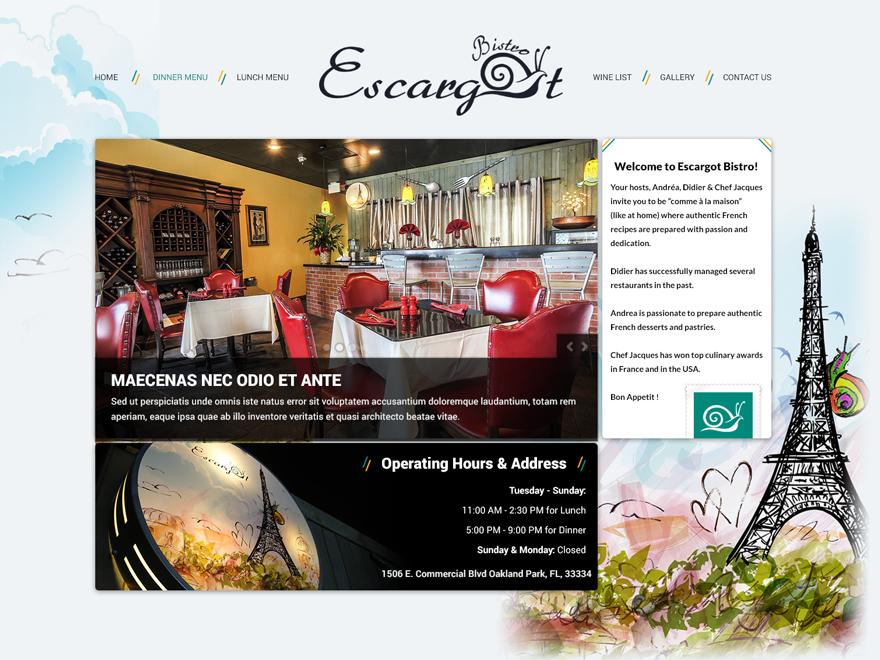 Bistro
Escargot
HOME DINNER MENU LUNCH MENU WINE LIST GALLERY CONTACT US
Welcome to Escargot Bistro!
Your hosts, Andréa, Didier & Chef Jacques
invite you to be “comme à la maison”
(like at home) where authentic French
recipes are prepared with passion and
dedication.
Didier has successfully managed several
restaurants in the past.
Andrea is passionate to prepare authentic
French desserts and pastries.
Chef Jacques has won top culinary awards
in France and in the USA.
Bon Appetit !
MAECENAS NEC ODIO ET ANTE
Sed ut perspiciatis unde omnis iste natus error sit voluptatem accusantium doloremque laudantium, totam rem
aperiam, eaque ipsa quae ab illo inventore veritatis et quasi architecto beatae vitae.
Escargot
Operating Hours & Address
Tuesday - Sunday:
11:00 AM - 2:30 PM for Lunch
5:00 PM - 9:00 PM for Dinner
Sunday & Monday: Closed
1506 E. Commercial Blvd Oakland Park, FL, 33334